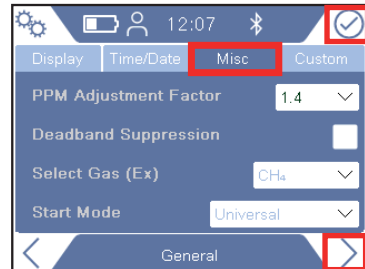 12:07
Display Time/Date Misc Custom
PPM Adjustment Factor 1.4
Deadband Suppression
Select Gas (Ex) CH₄
Start Mode Universal
General